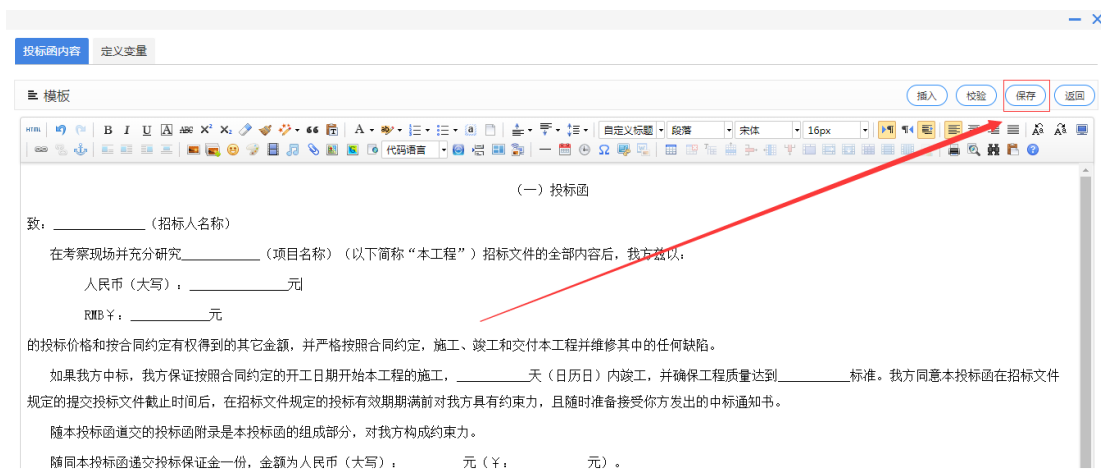 投标函内容 定义变量
模板 插入 校验 保存 返回
HTML B I U A ABC X² X₂ 66 A a 自定义标题 段落 宋体 16px
代码语言 Ω
（一）投标函
致：____________（招标人名称）
在考察现场并充分研究__________（项目名称）（以下简称“本工程”）招标文件的全部内容后，我方兹以：
人民币（大写）：_____________元
RMB￥：__________元
的投标价格和按合同约定有权得到的其它金额，并严格按照合同约定，施工、竣工和交付本工程并维修其中的任何缺陷。
如果我方中标，我方保证按照合同约定的开工日期开始本工程的施工，_________天（日历日）内竣工，并确保工程质量达到_________标准。我方同意本投标函在招标文件
规定的提交投标文件截止时间后，在招标文件规定的投标有效期期满前对我方具有约束力，且随时准备接受你方发出的中标通知书。
随本投标函递交的投标函附录是本投标函的组成部分，对我方构成约束力。
随同本投标函递交投标保证金一份，金额为人民币（大写）：________元（￥：__________元）。